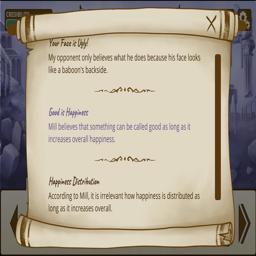 CREDIBILITY
Your Face is Ugly!
My opponent only believes what he does because his face looks
like a baboon's backside.
Good is Happiness
Mill believes that something can be called good as long as it
increases overall happiness.
Happiness Distribution
According to Mill, it is irrelevant how happiness is distributed as
long as it increases overall.